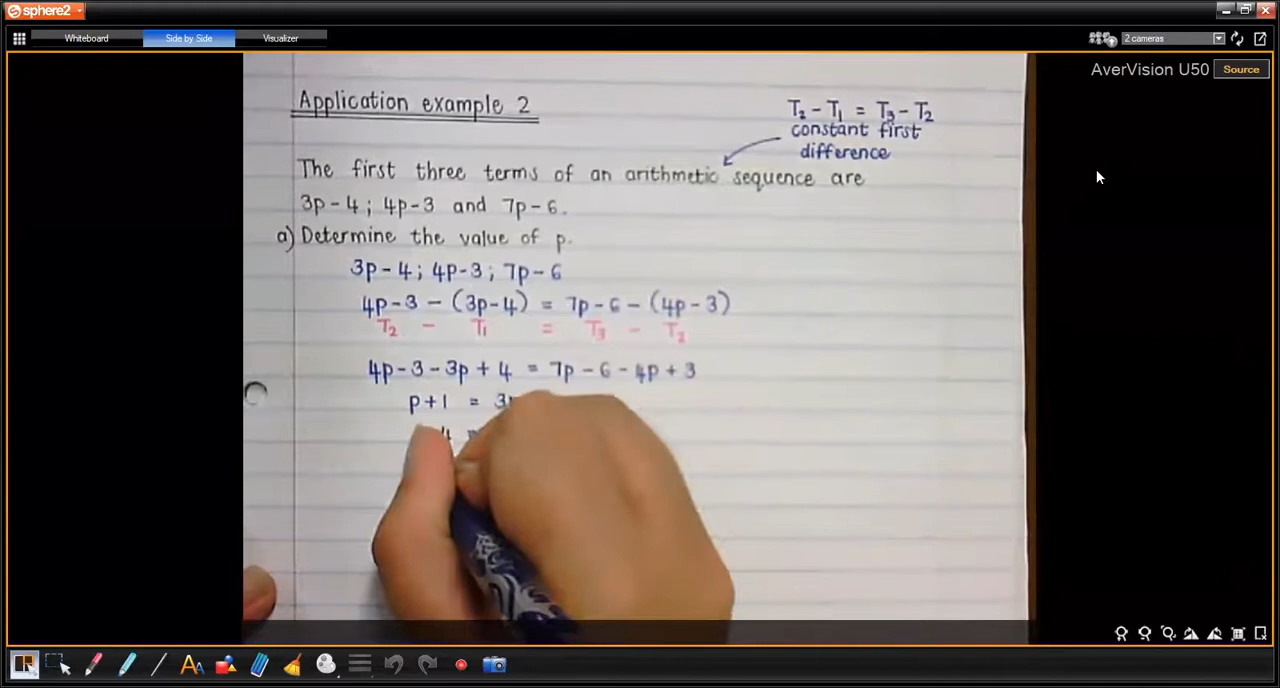 sphere2
Whiteboard
Side by Side
Visualizer
2 cameras
AverVision U50
Source
Application example 2
T₂ - T₁ = T₃ - T₂
constant first
difference
The first three terms of an arithmetic sequence are
3p - 4 ; 4p - 3 and 7p - 6.
a) Determine the value of p.
3p - 4 ; 4p - 3 ; 7p - 6
4p - 3 - (3p - 4) = 7p - 6 - (4p - 3)
T₂ - T₁ = T₃ - T₂
4p - 3 - 3p + 4 = 7p - 6 - 4p + 3
p + 1 = 3p
4 =